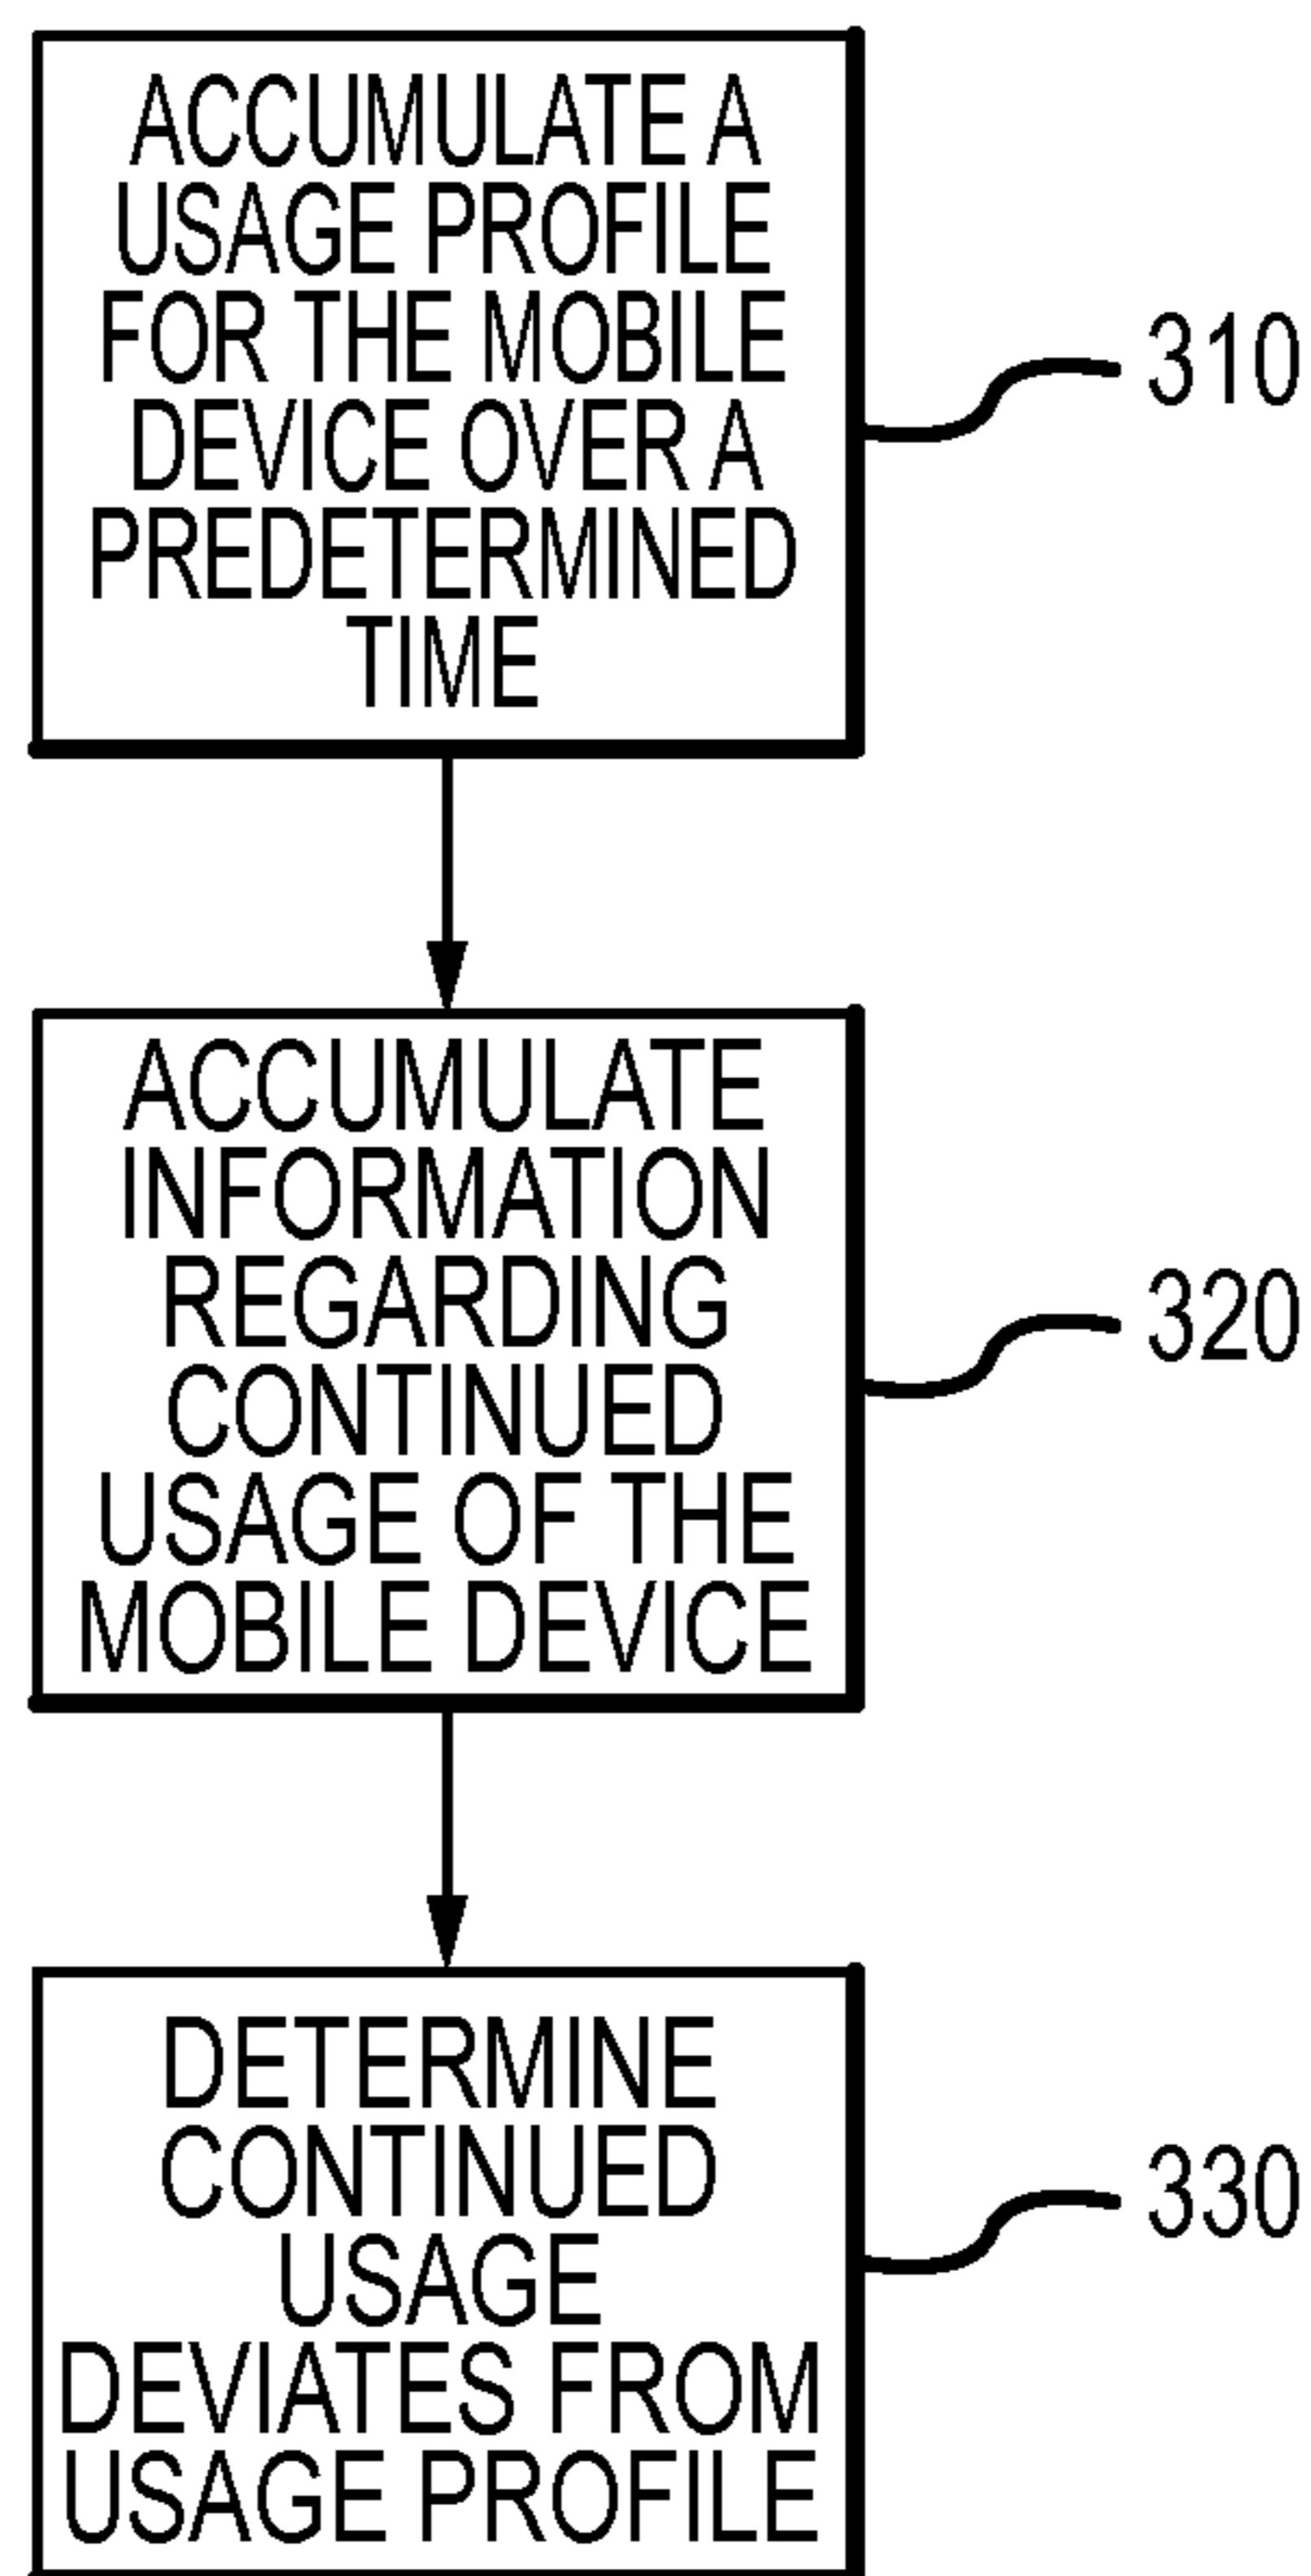 ACCUMULATE A
USAGE PROFILE
FOR THE MOBILE
DEVICE OVER A
PREDETERMINED
TIME
310
ACCUMULATE
INFORMATION
REGARDING
CONTINUED
USAGE OF THE
MOBILE DEVICE
320
DETERMINE
CONTINUED
USAGE
DEVIATES FROM
USAGE PROFILE
330